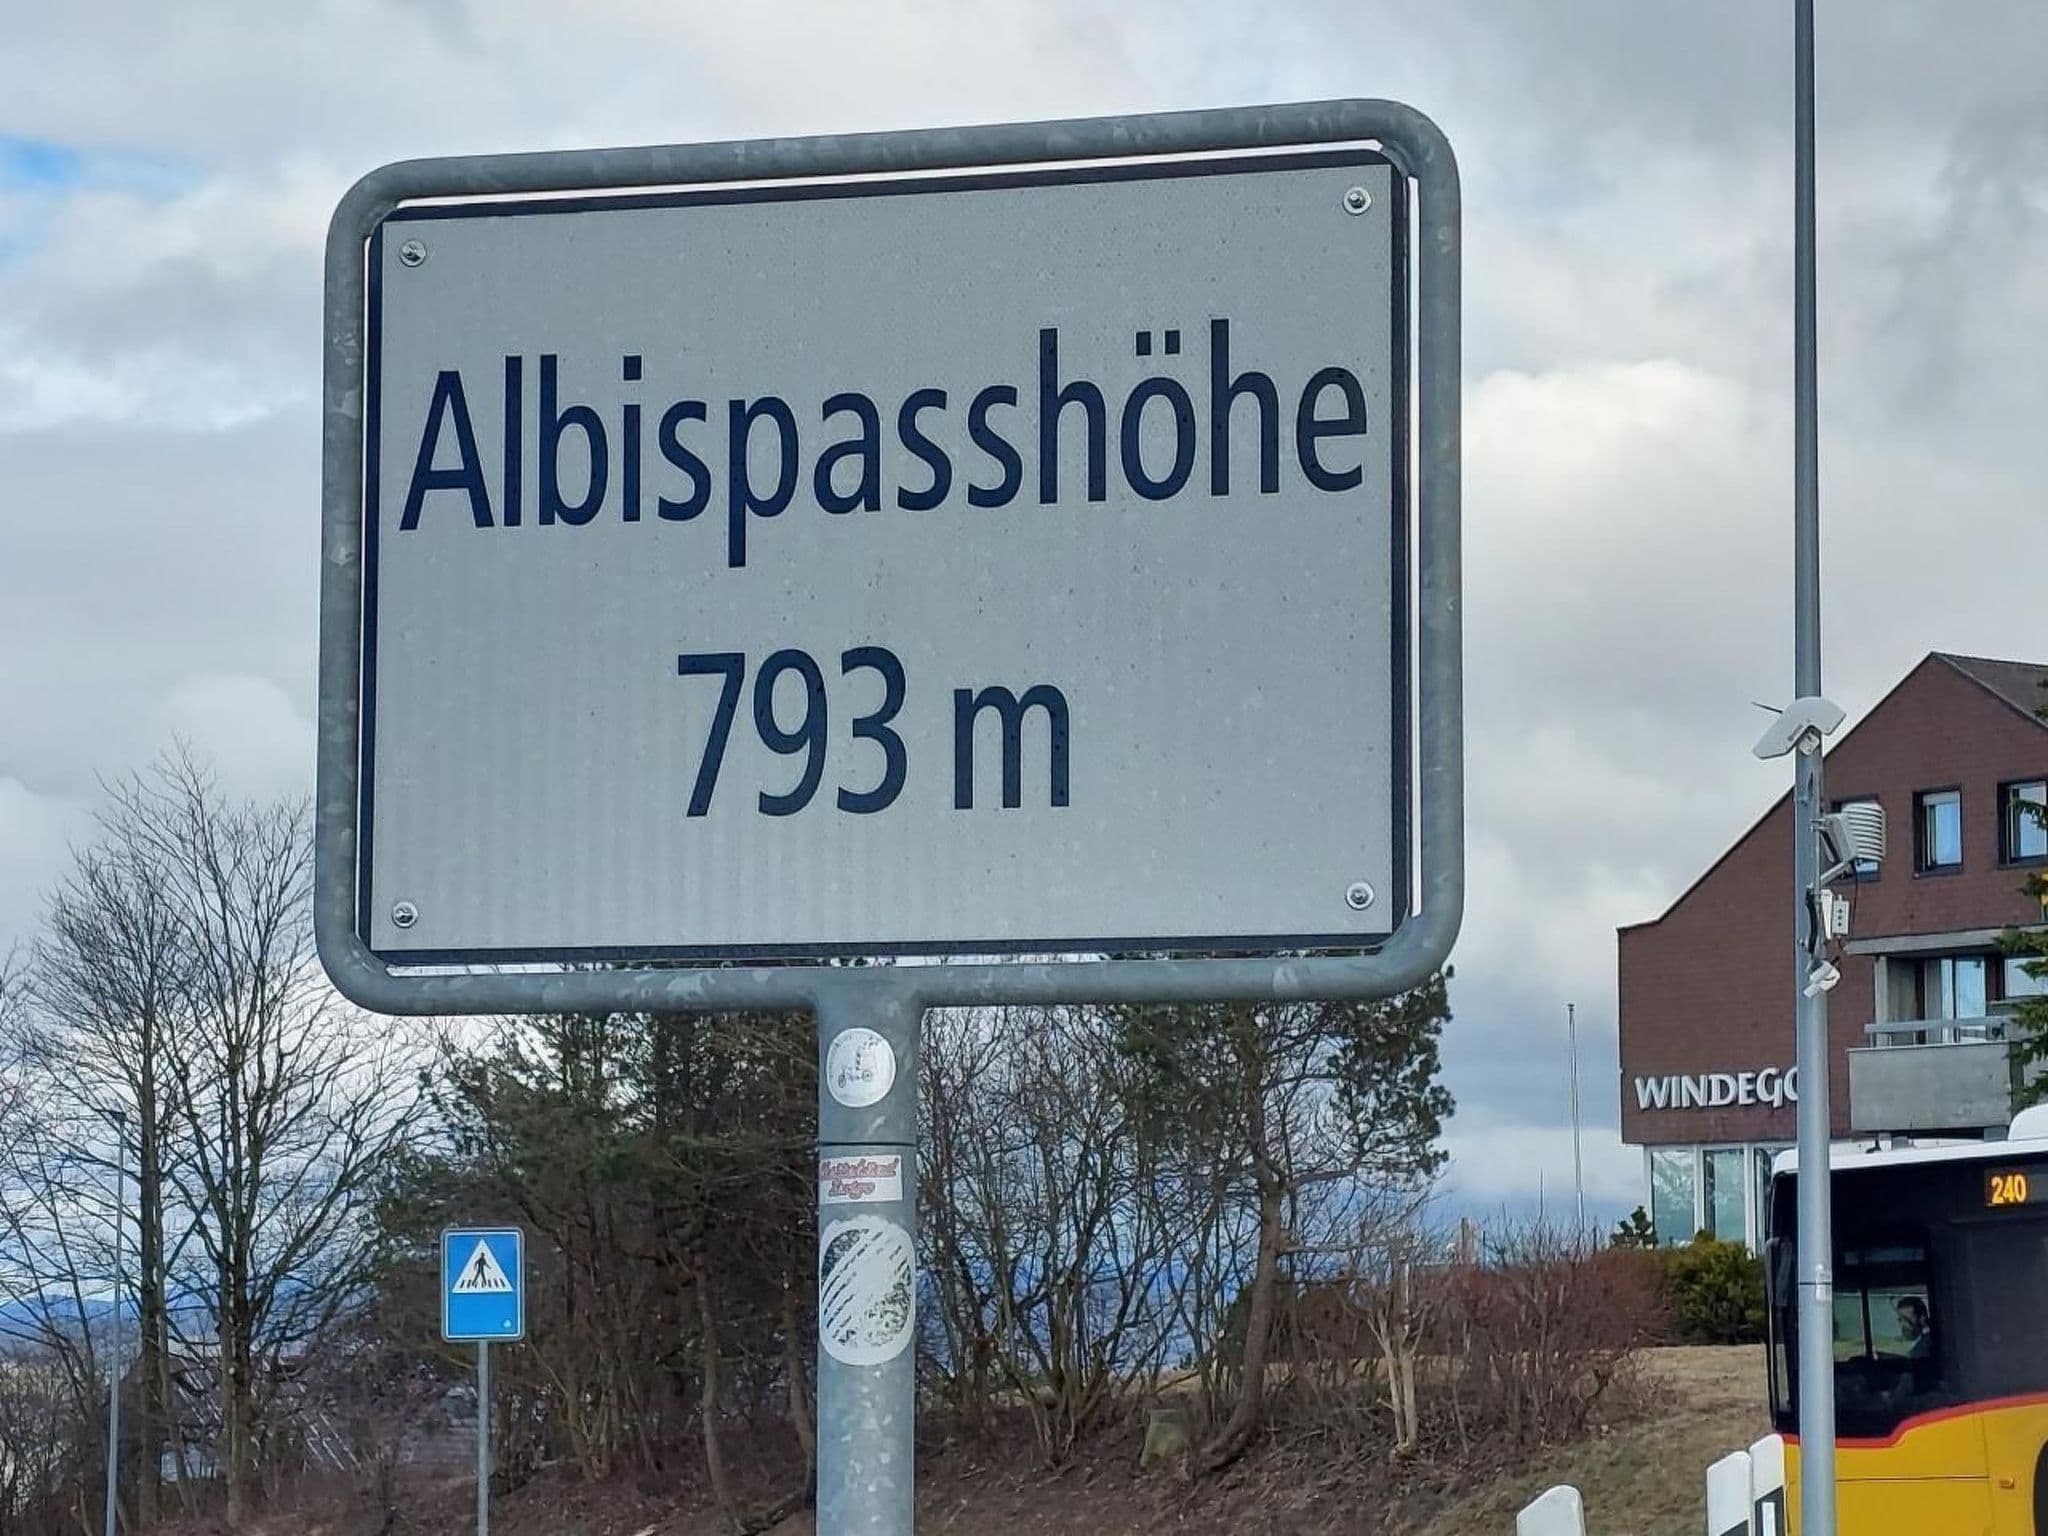 Albispasshöhe
793 m
WINDEGG
240